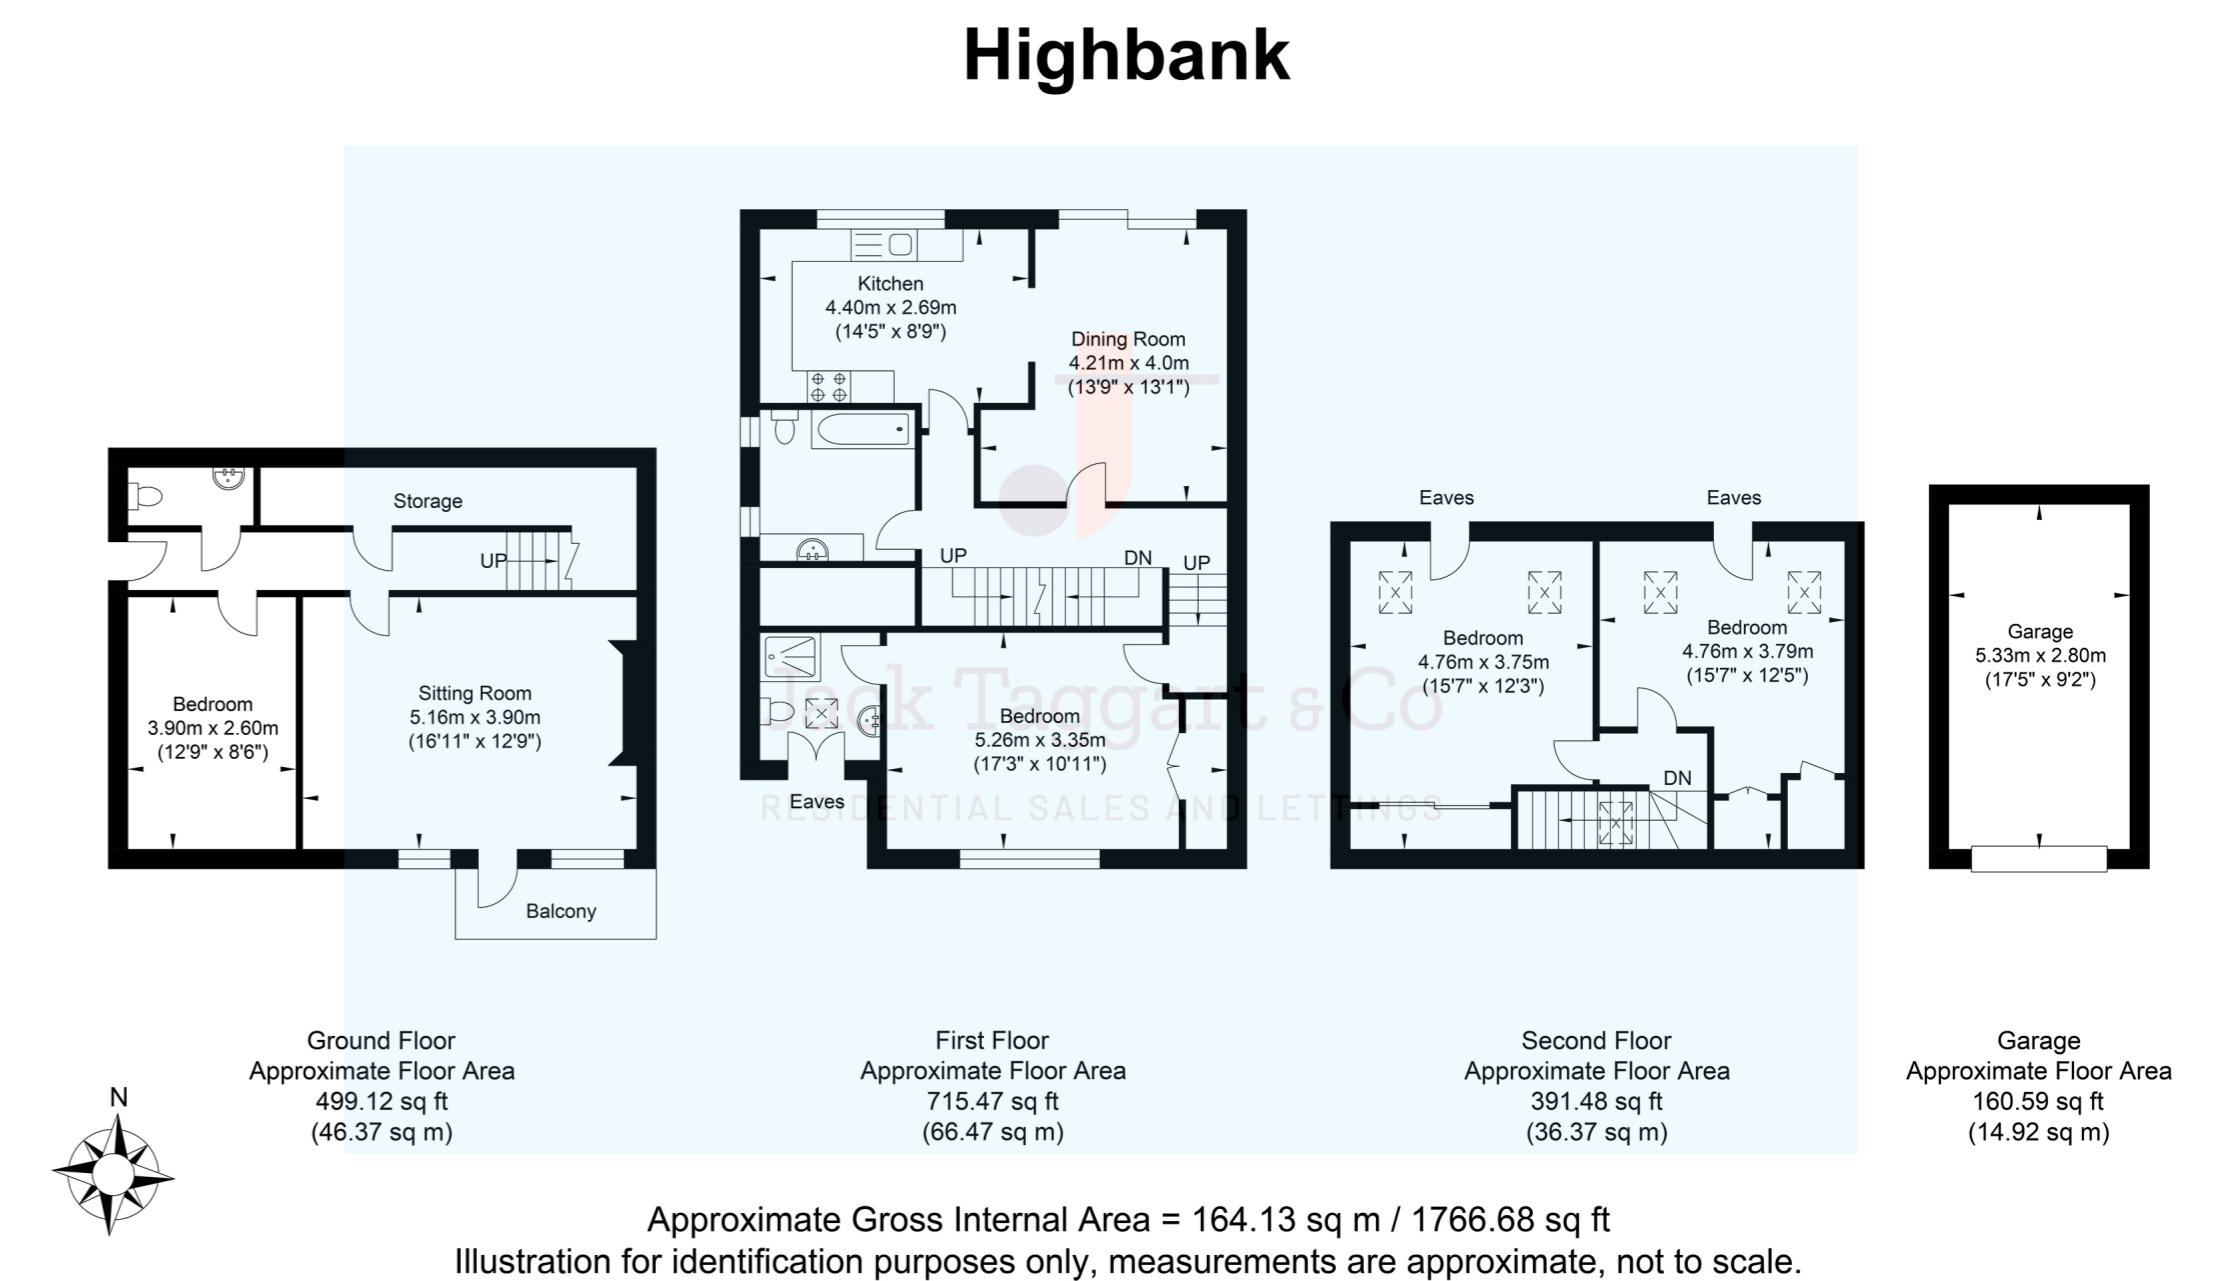 Highbank
Kitchen
4.40m x 2.69m
(14'5" x 8'9")
Dining Room
4.21m x 4.0m
(13'9" x 13'1")
Storage
UP
Bedroom
3.90m x 2.60m
(12'9" x 8'6")
Sitting Room
5.16m x 3.90m
(16'11" x 12'9")
Balcony
UP
DN
UP
Bedroom
5.26m x 3.35m
(17'3" x 10'11")
Eaves
Jack Taggart & Co
RESIDENTIAL SALES AND LETTINGS
Eaves
Eaves
Bedroom
4.76m x 3.75m
(15'7" x 12'3")
Bedroom
4.76m x 3.79m
(15'7" x 12'5")
DN
Garage
5.33m x 2.80m
(17'5" x 9'2")
Ground Floor
Approximate Floor Area
499.12 sq ft
(46.37 sq m)
First Floor
Approximate Floor Area
715.47 sq ft
(66.47 sq m)
Second Floor
Approximate Floor Area
391.48 sq ft
(36.37 sq m)
Garage
Approximate Floor Area
160.59 sq ft
(14.92 sq m)
N
Approximate Gross Internal Area = 164.13 sq m / 1766.68 sq ft
Illustration for identification purposes only, measurements are approximate, not to scale.